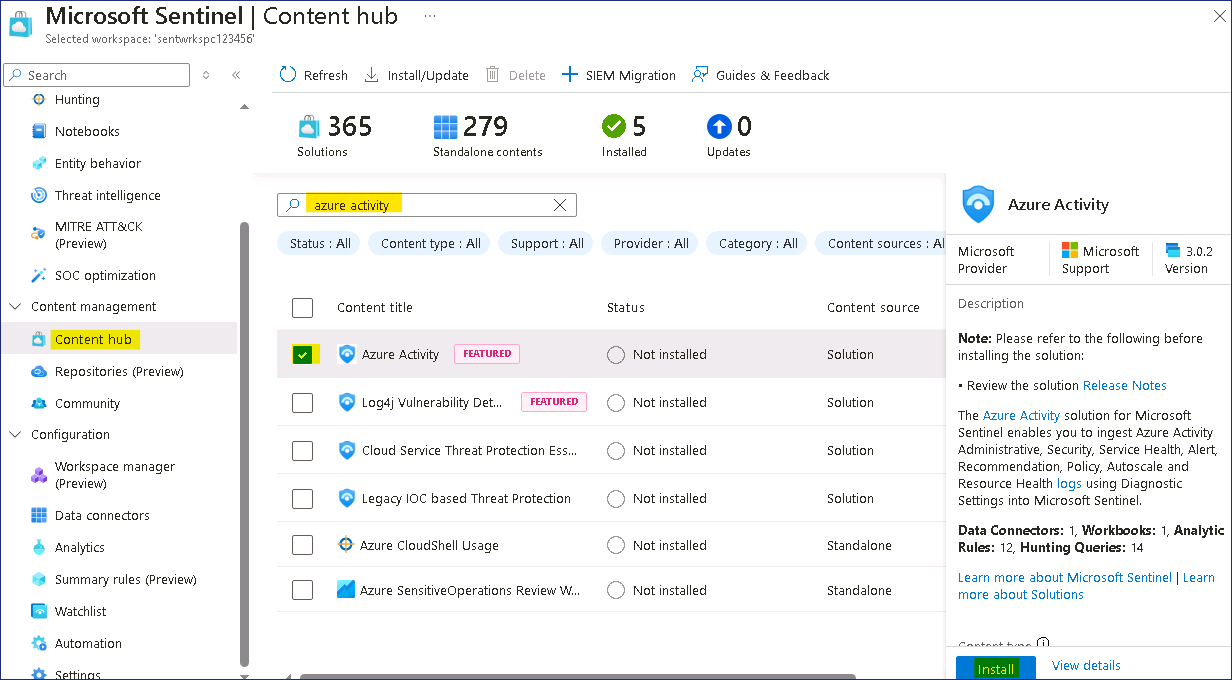 Microsoft Sentinel | Content hub ...
Selected workspace: 'sentwrkspc123456'
Search
Hunting
Notebooks
Entity behavior
Threat intelligence
MITRE ATT&CK
(Preview)
SOC optimization
Content management
Content hub
Repositories (Preview)
Community
Configuration
Workspace manager
(Preview)
Data connectors
Analytics
Summary rules (Preview)
Watchlist
Automation
Settings
Refresh Install/Update Delete SIEM Migration Guides & Feedback
365 279 5 0
Solutions Standalone contents Installed Updates
azure activity
Status : All Content type : All Support : All Provider : All Category : All Content sources : Al
Content title Status Content source
Azure Activity FEATURED Not installed Solution
Log4j Vulnerability Det... FEATURED Not installed Solution
Cloud Service Threat Protection Ess... Not installed Solution
Legacy IOC based Threat Protection Not installed Solution
Azure CloudShell Usage Not installed Standalone
Azure SensitiveOperations Review W... Not installed Standalone
Azure Activity
Microsoft Microsoft 3.0.2
Provider Support Version
Description
Note: Please refer to the following before
installing the solution:
• Review the solution Release Notes
The Azure Activity solution for Microsoft
Sentinel enables you to ingest Azure Activity
Administrative, Security, Service Health, Alert,
Recommendation, Policy, Autoscale and
Resource Health logs using Diagnostic
Settings into Microsoft Sentinel.
Data Connectors: 1, Workbooks: 1, Analytic
Rules: 12, Hunting Queries: 14
Learn more about Microsoft Sentinel | Learn
more about Solutions
Content type
Install View details